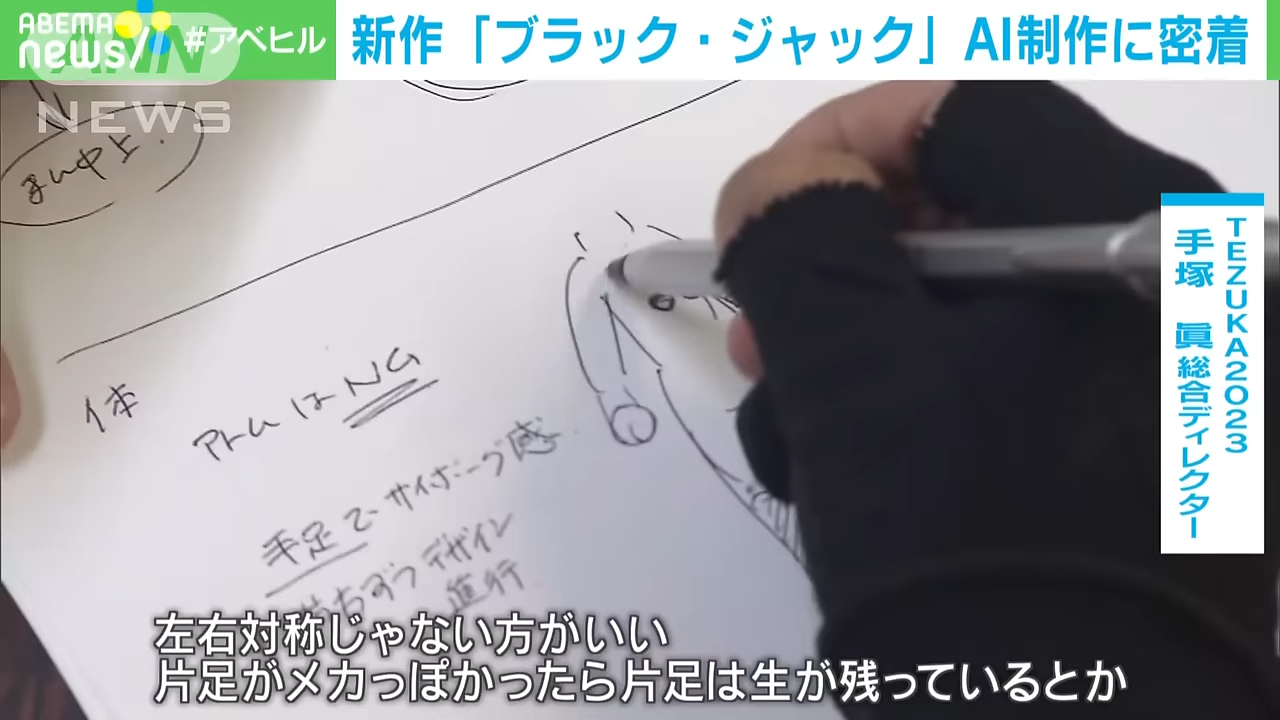 ABEMA
news/
#アベヒル
新作「ブラック・ジャック」AI制作に密着
ANN
NEWS
TEZUKA2023
手塚 眞 総合ディレクター
まい中上.
体
アトムはNG
手足で サイボーグ感.
ずつ デザイン
進行
左右対称じゃない方がいい
片足がメカっぽかったら片足は生が残っているとか